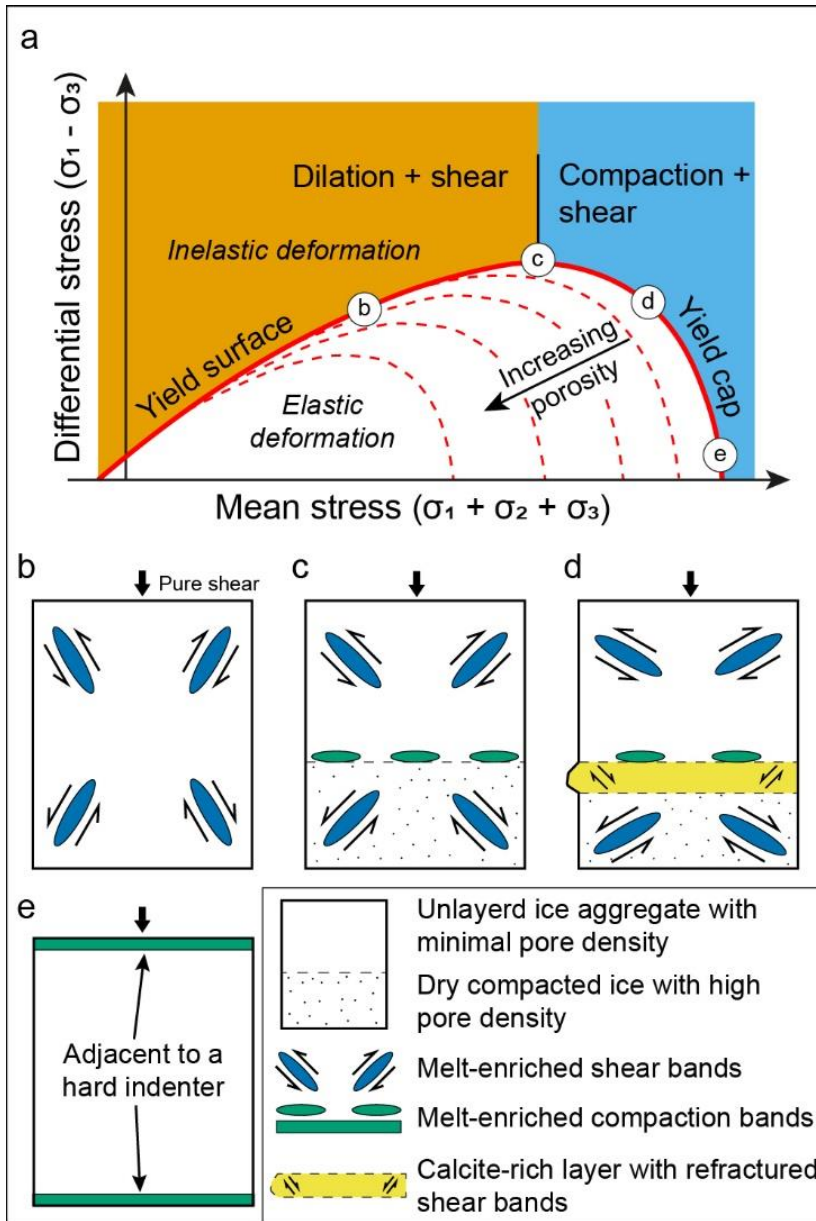 a
Differential stress (σ₁ - σ₃)
Dilation + shear
Compaction +
shear
Inelastic deformation
c
b
d
Yield surface
Yield cap
Increasing
porosity
Elastic
deformation
e
Mean stress (σ₁ + σ₂ + σ₃)
b
Pure shear
c
d
e
Adjacent to a
hard indenter
Unlayerd ice aggregate with
minimal pore density
Dry compacted ice with high
pore density
Melt-enriched shear bands
Melt-enriched compaction bands
Calcite-rich layer with refractured
shear bands